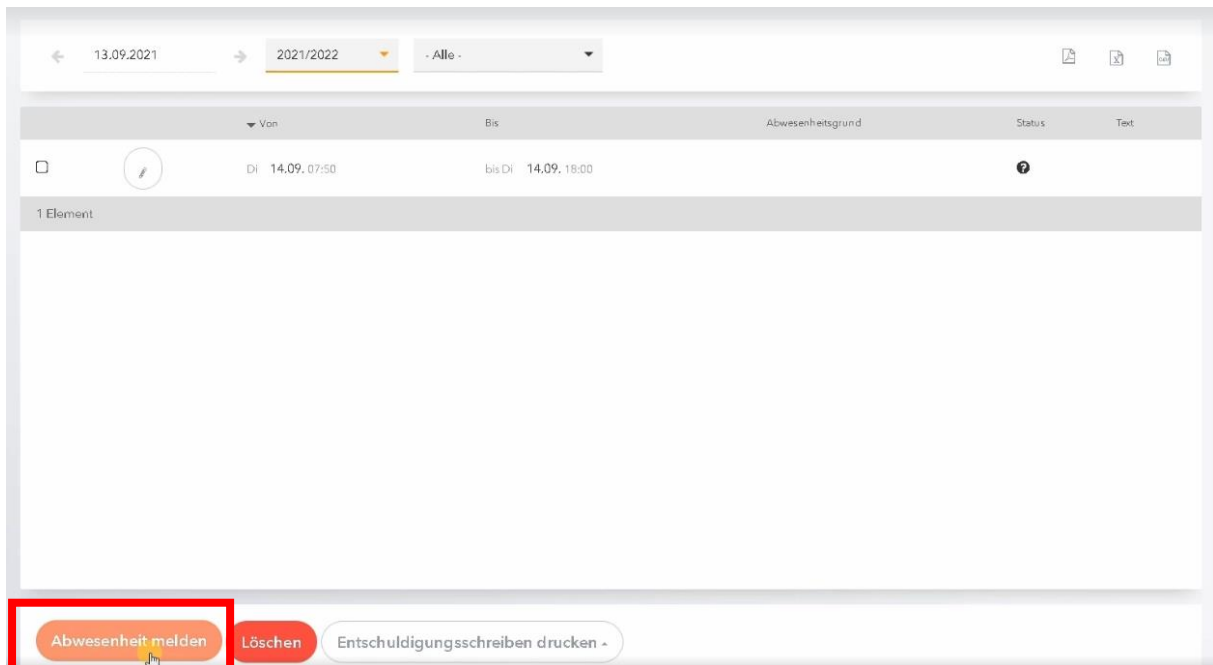 13.09.2021 2021/2022 - Alle -
Von Bis Abwesenheitsgrund Status Text
Di 14.09. 07:50 bis Di 14.09. 18:00
1 Element
Abwesenheit melden Löschen Entschuldigungsschreiben drucken